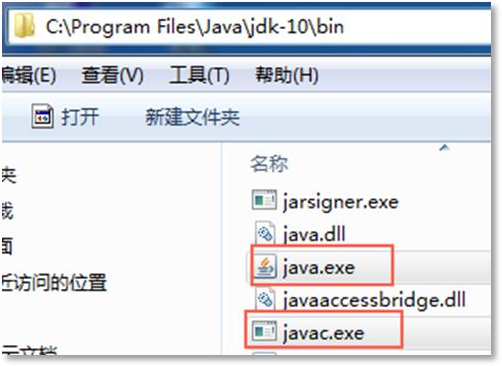 C:\Program Files\Java\jdk-10\bin
编辑(E) 查看(V) 工具(T) 帮助(H)
打开 新建文件夹
名称
jarsigner.exe
java.dll
java.exe
近访问的位置
javaaccessbridge.dll
javac.exe